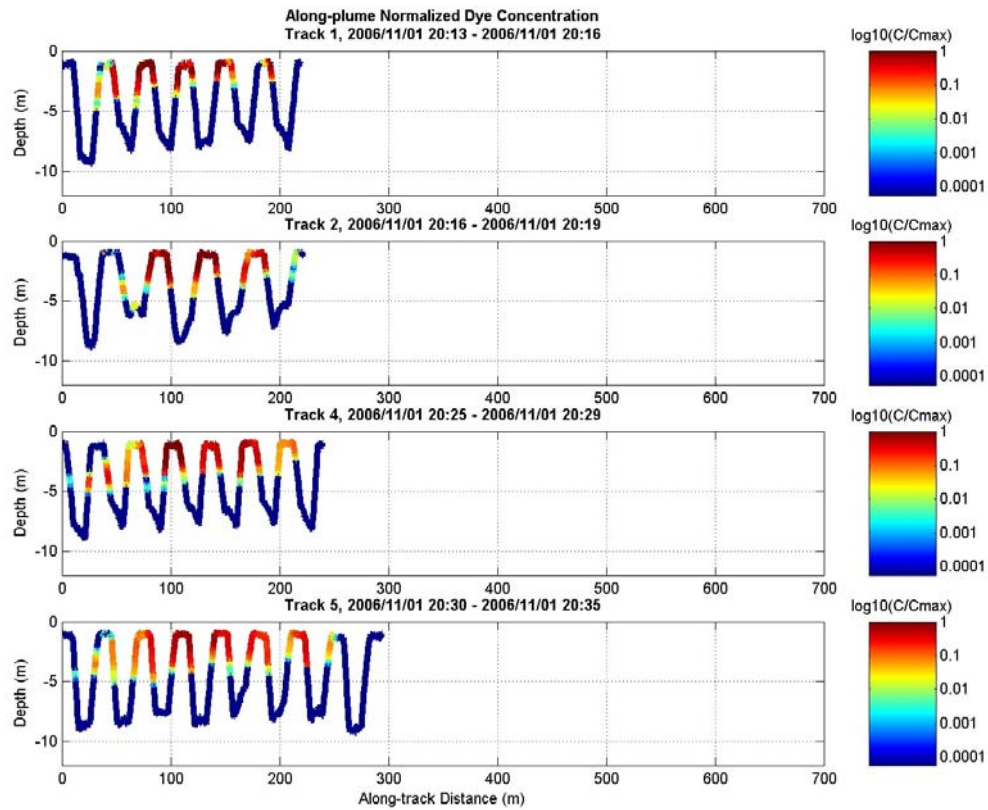 Along-plume Normalized Dye Concentration
Track 1, 2006/11/01 20:13 - 2006/11/01 20:16
log10(C/Cmax)
0
-5
-10
Depth (m)
0 100 200 300 400 500 600 700
1
0.1
0.01
0.001
0.0001
Track 2, 2006/11/01 20:16 - 2006/11/01 20:19
log10(C/Cmax)
0
-5
-10
Depth (m)
0 100 200 300 400 500 600 700
1
0.1
0.01
0.001
0.0001
Track 4, 2006/11/01 20:25 - 2006/11/01 20:29
log10(C/Cmax)
0
-5
-10
Depth (m)
0 100 200 300 400 500 600 700
1
0.1
0.01
0.001
0.0001
Track 5, 2006/11/01 20:30 - 2006/11/01 20:35
log10(C/Cmax)
0
-5
-10
Depth (m)
0 100 200 300 400 500 600 700
1
0.1
0.01
0.001
0.0001
Along-track Distance (m)